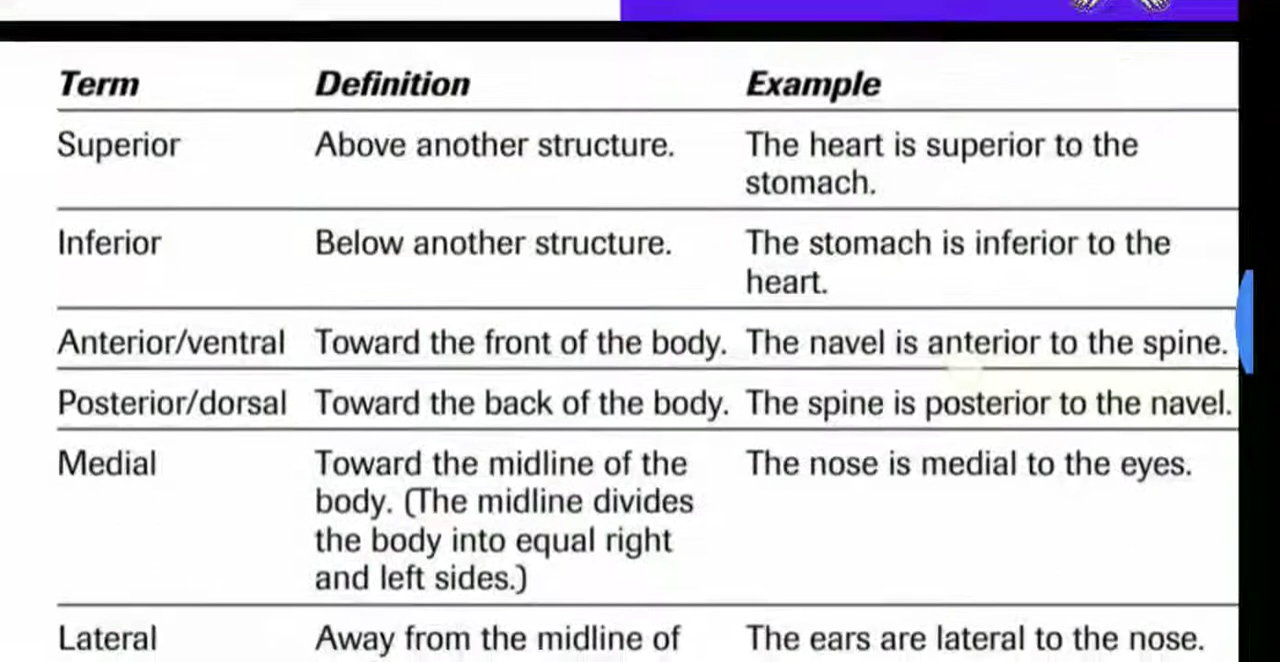 Term Definition Example
Superior Above another structure. The heart is superior to the
stomach.
Inferior Below another structure. The stomach is inferior to the
heart.
Anterior/ventral Toward the front of the body. The navel is anterior to the spine.
Posterior/dorsal Toward the back of the body. The spine is posterior to the navel.
Medial Toward the midline of the The nose is medial to the eyes.
body. (The midline divides
the body into equal right
and left sides.)
Lateral Away from the midline of The ears are lateral to the nose.